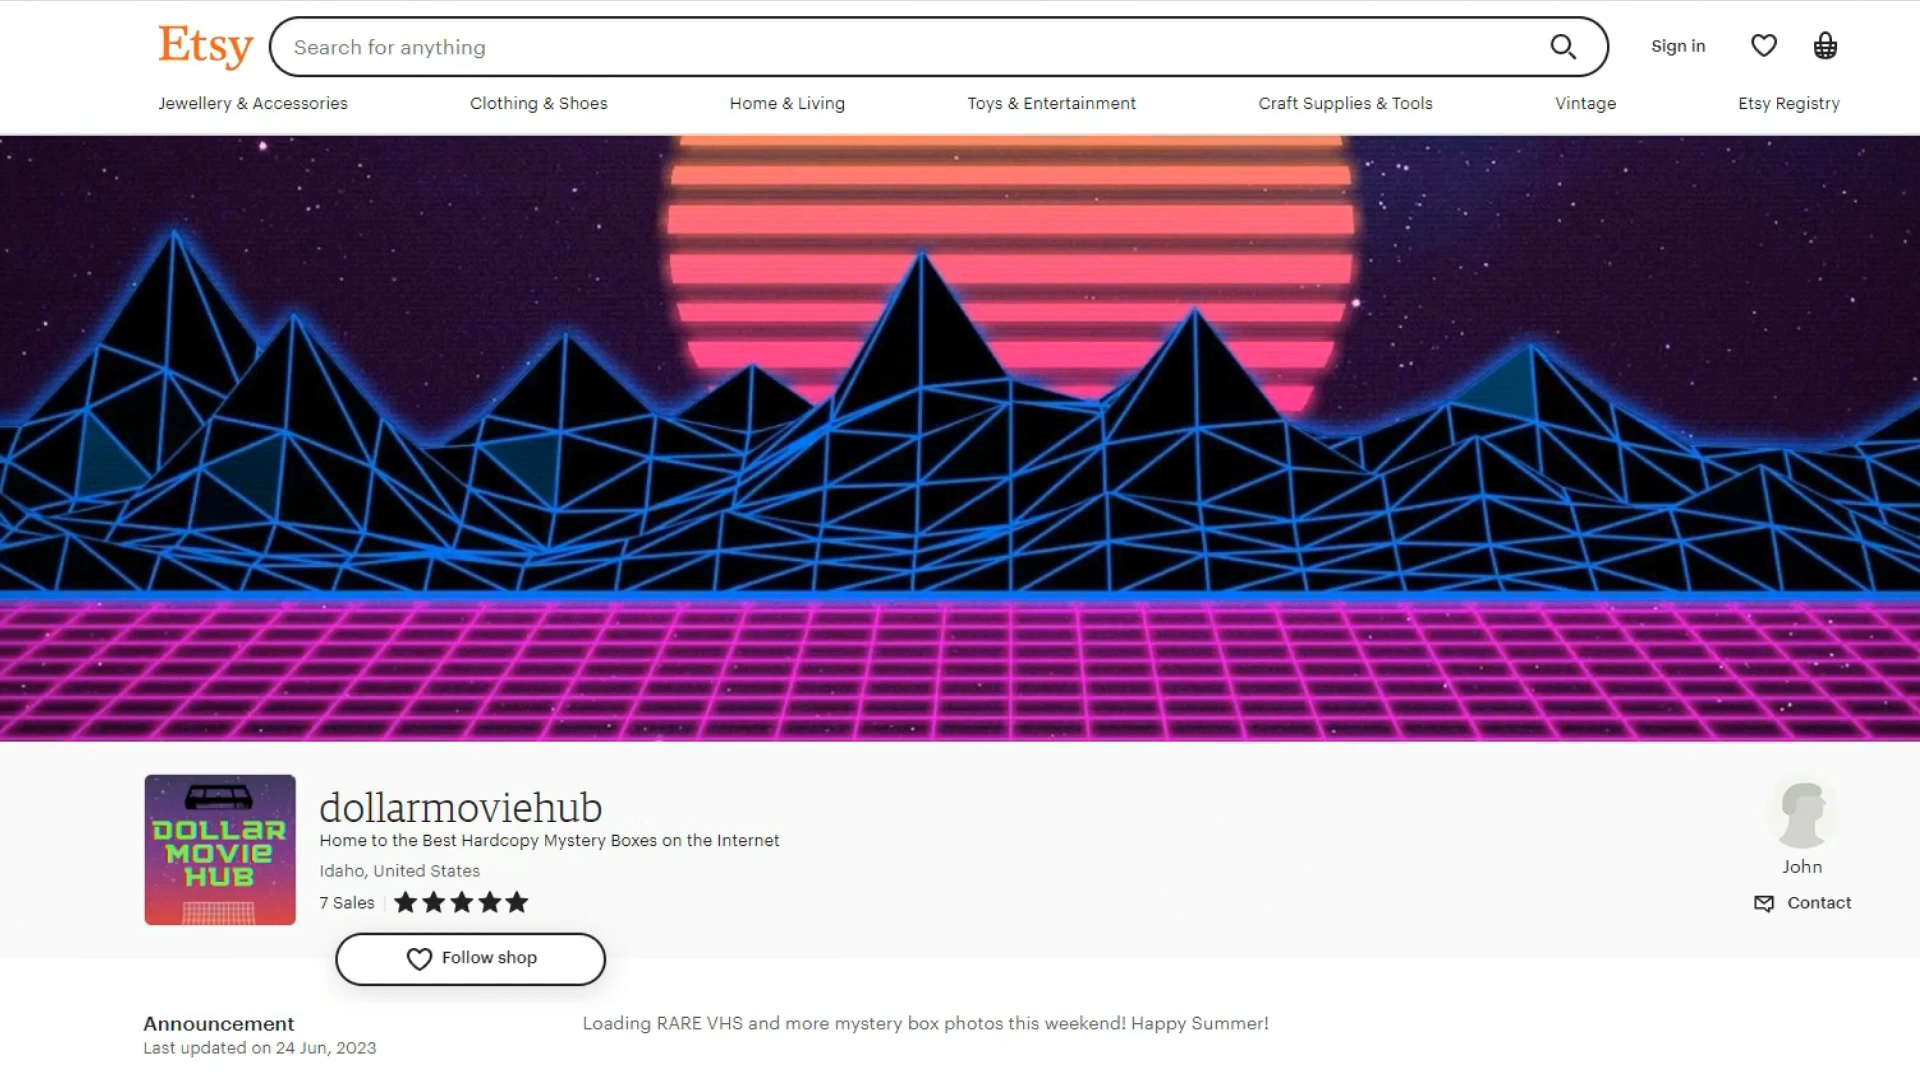 Etsy
Search for anything
Sign in
Jewellery & Accessories
Clothing & Shoes
Home & Living
Toys & Entertainment
Craft Supplies & Tools
Vintage
Etsy Registry
DOLLAR
MOVIE
HUB
dollarmoviehub
Home to the Best Hardcopy Mystery Boxes on the Internet
Idaho, United States
7 Sales
Follow shop
John
Contact
Announcement
Last updated on 24 Jun, 2023
Loading RARE VHS and more mystery box photos this weekend! Happy Summer!